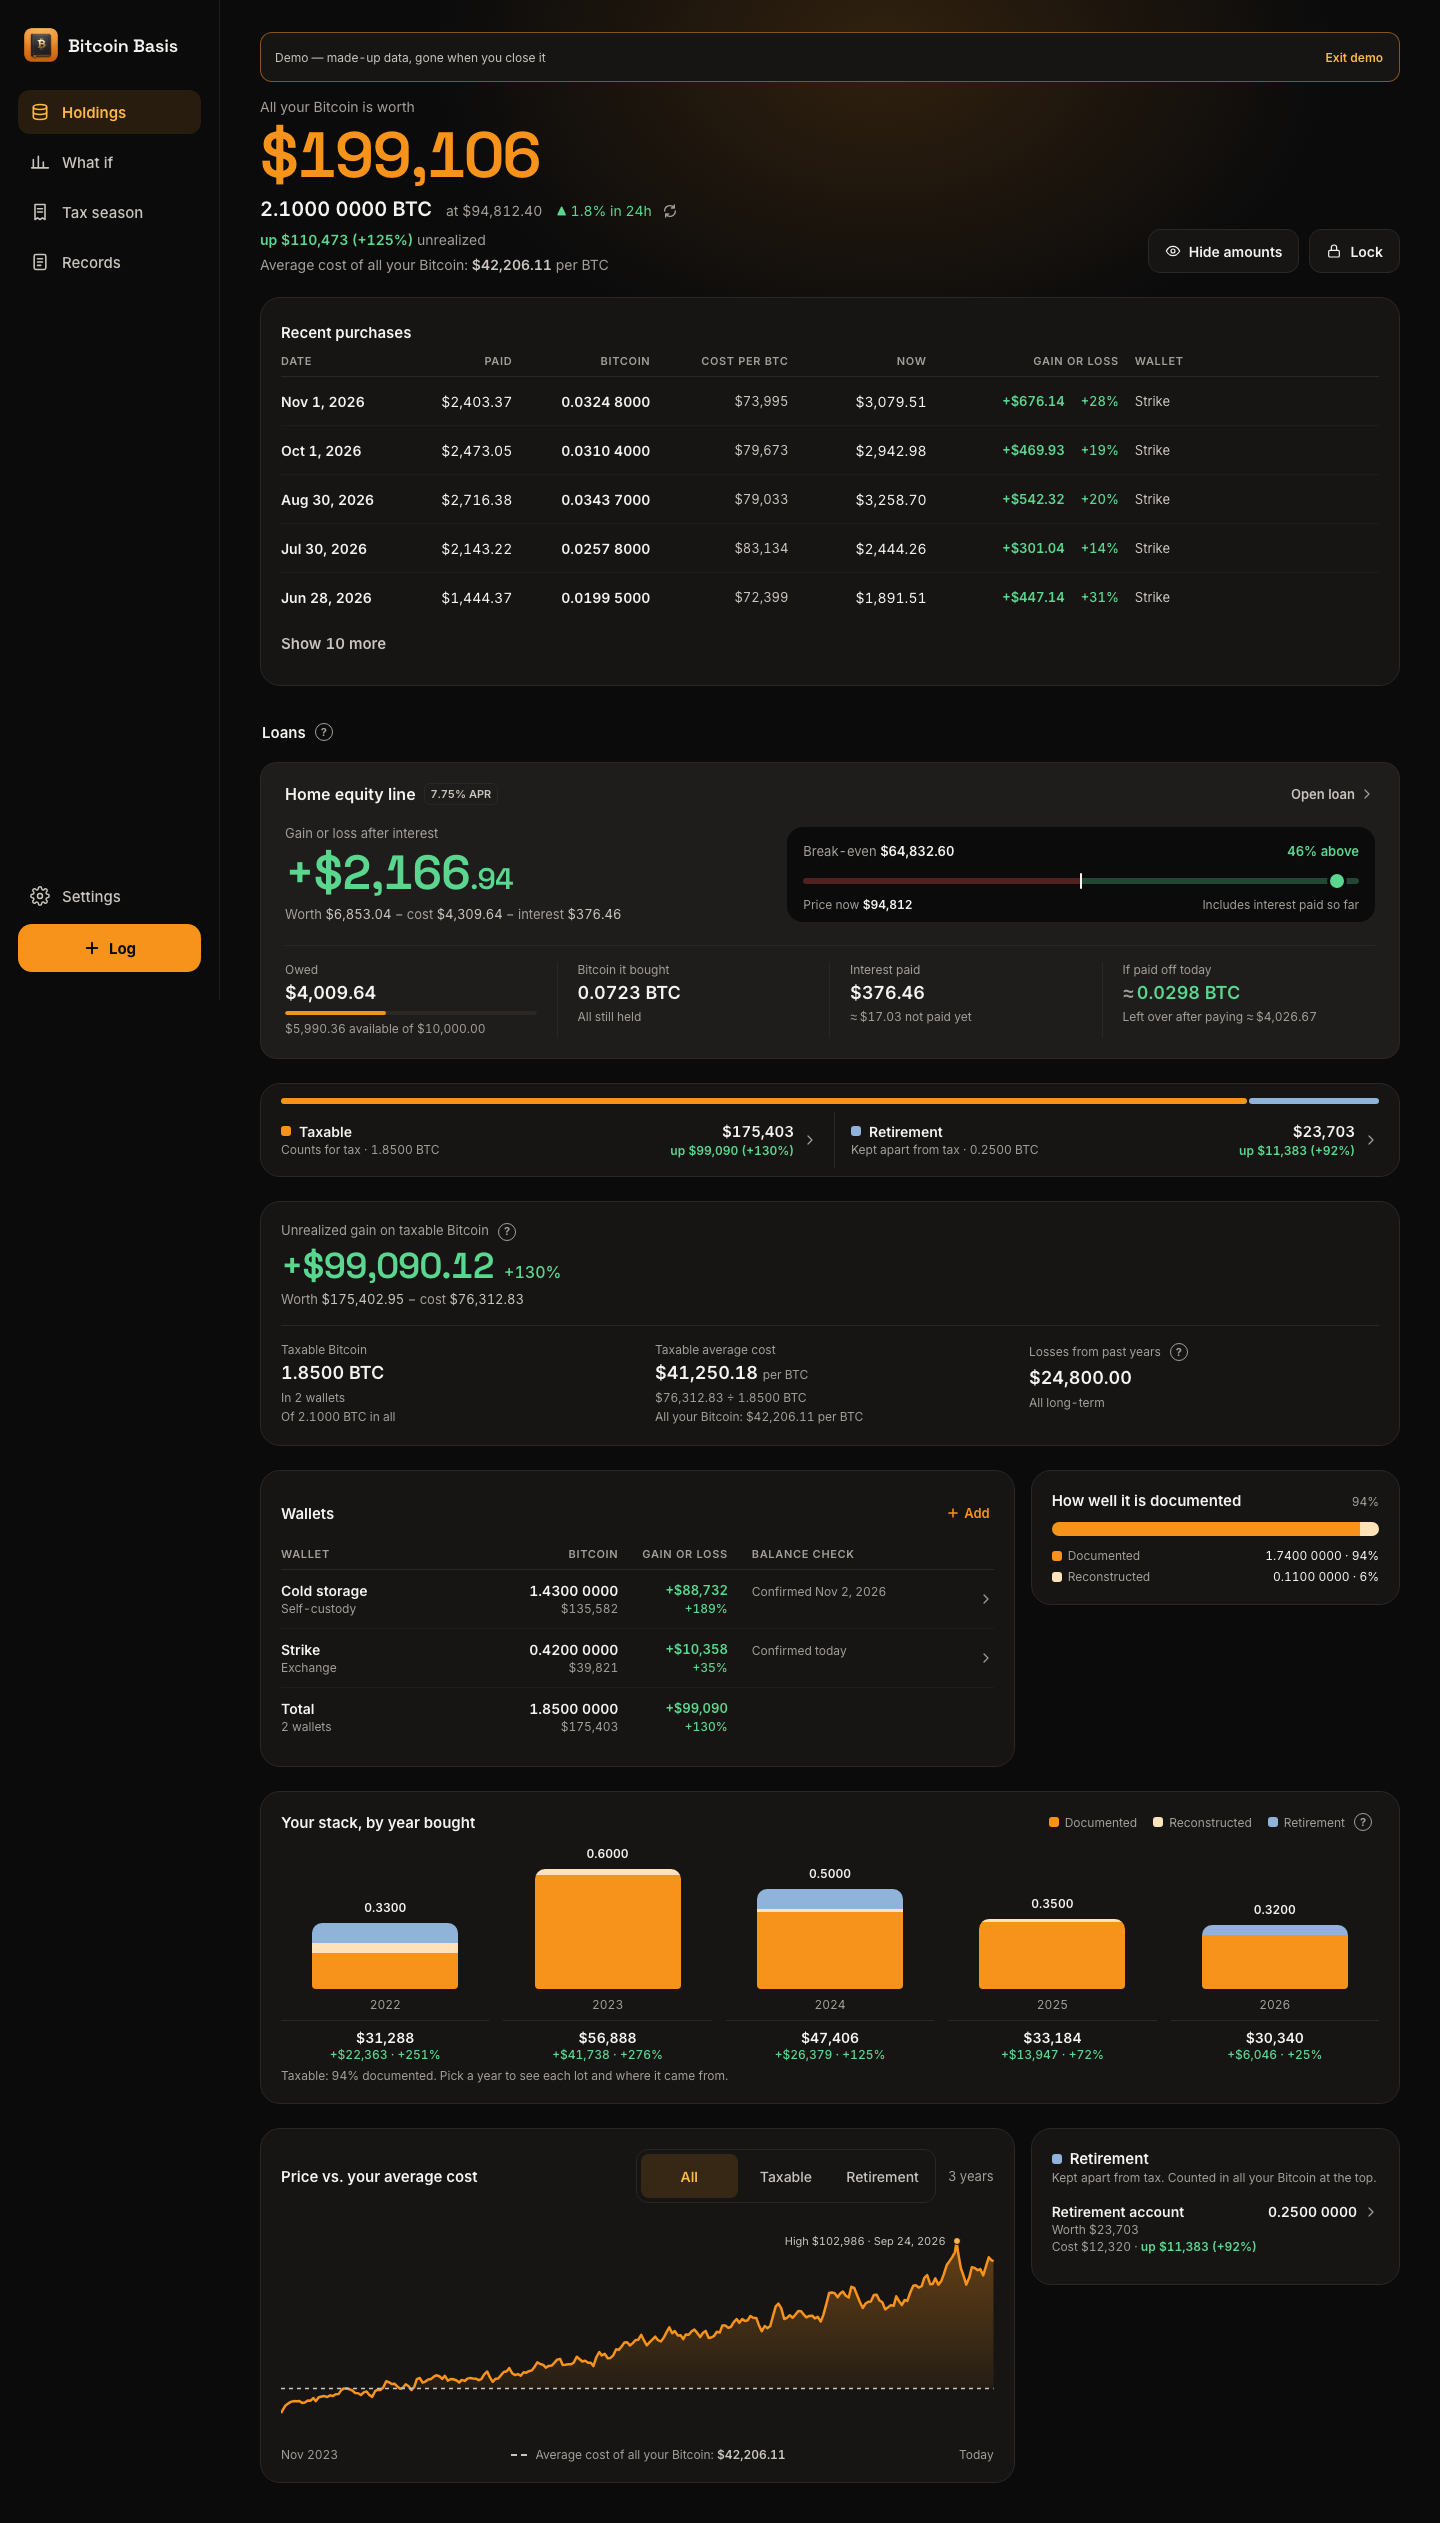 Bitcoin Basis
Holdings
What if
Tax season
Records
Settings
+ Log
Demo — made-up data, gone when you close it Exit demo
All your Bitcoin is worth
$199,106
2.1000 0000 BTC at $94,812.40 ▲ 1.8% in 24h
up $110,473 (+125%) unrealized
Average cost of all your Bitcoin: $42,206.11 per BTC
Hide amounts Lock
Recent purchases
DATE PAID BITCOIN COST PER BTC NOW GAIN OR LOSS WALLET
Nov 1, 2026 $2,403.37 0.0324 8000 $73,995 $3,079.51 +$676.14 +28% Strike
Oct 1, 2026 $2,473.05 0.0310 4000 $79,673 $2,942.98 +$469.93 +19% Strike
Aug 30, 2026 $2,716.38 0.0343 7000 $79,033 $3,258.70 +$542.32 +20% Strike
Jul 30, 2026 $2,143.22 0.0257 8000 $83,134 $2,444.26 +$301.04 +14% Strike
Jun 28, 2026 $1,444.37 0.0199 5000 $72,399 $1,891.51 +$447.14 +31% Strike
Show 10 more
Loans ?
Home equity line 7.75% APR Open loan
Gain or loss after interest
+$2,166.94
Worth $6,853.04 − cost $4,309.64 − interest $376.46
Break-even $64,832.60 46% above
Price now $94,812 Includes interest paid so far
Owed
$4,009.64
$5,990.36 available of $10,000.00
Bitcoin it bought
0.0723 BTC
All still held
Interest paid
$376.46
≈ $17.03 not paid yet
If paid off today
≈ 0.0298 BTC
Left over after paying ≈ $4,026.67
Taxable $175,403
Counts for tax · 1.8500 BTC up $99,090 (+130%)
Retirement $23,703
Kept apart from tax · 0.2500 BTC up $11,383 (+92%)
Unrealized gain on taxable Bitcoin ?
+$99,090.12 +130%
Worth $175,402.95 − cost $76,312.83
Taxable Bitcoin
1.8500 BTC
In 2 wallets
Of 2.1000 BTC in all
Taxable average cost
$41,250.18 per BTC
$76,312.83 ÷ 1.8500 BTC
All your Bitcoin: $42,206.11 per BTC
Losses from past years ?
$24,800.00
All long-term
Wallets + Add
WALLET BITCOIN GAIN OR LOSS BALANCE CHECK
Cold storage 1.4300 0000 +$88,732 Confirmed Nov 2, 2026
Self-custody $135,582 +189%
Strike 0.4200 0000 +$10,358 Confirmed today
Exchange $39,821 +35%
Total 1.8500 0000 +$99,090
2 wallets $175,403 +130%
How well it is documented 94%
Documented 1.7400 0000 · 94%
Reconstructed 0.1100 0000 · 6%
Your stack, by year bought Documented Reconstructed Retirement ?
0.3300 0.6000 0.5000 0.3500 0.3200
2022 2023 2024 2025 2026
$31,288 $56,888 $47,406 $33,184 $30,340
+$22,363 · +251% +$41,738 · +276% +$26,379 · +125% +$13,947 · +72% +$6,046 · +25%
Taxable: 94% documented. Pick a year to see each lot and where it came from.
Price vs. your average cost All Taxable Retirement 3 years
High $102,986 · Sep 24, 2026
Nov 2023 Average cost of all your Bitcoin: $42,206.11 Today
Retirement
Kept apart from tax. Counted in all your Bitcoin at the top.
Retirement account 0.2500 0000
Worth $23,703
Cost $12,320 · up $11,383 (+92%)